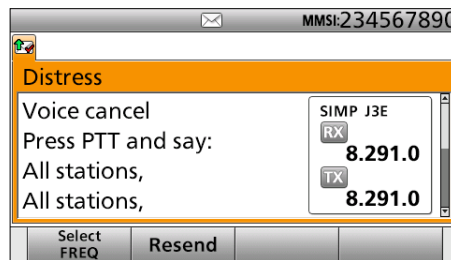 MMSI:234567890
Distress
Voice cancel
Press PTT and say:
All stations,
All stations,
SIMP J3E
RX
8.291.0
TX
8.291.0
Select
FREQ
Resend